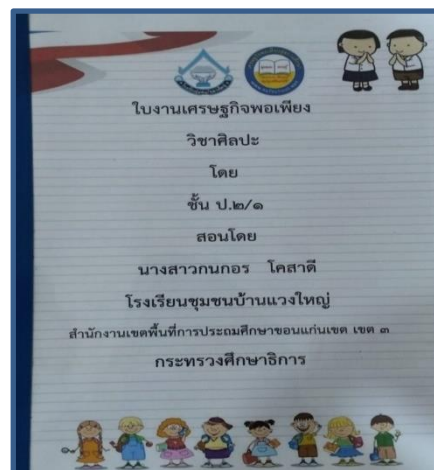 ใบงานเศรษฐกิจพอเพียง
วิชาศิลปะ
โดย
ชั้น ป.๒/๑
สอนโดย
นางสาวกนกอร โคสาดี
โรงเรียนชุมชนบ้านแวงใหญ่
สำนักงานเขตพื้นที่การประถมศึกษาขอนแก่นเขต เขต ๓
กระทรวงศึกษาธิการ